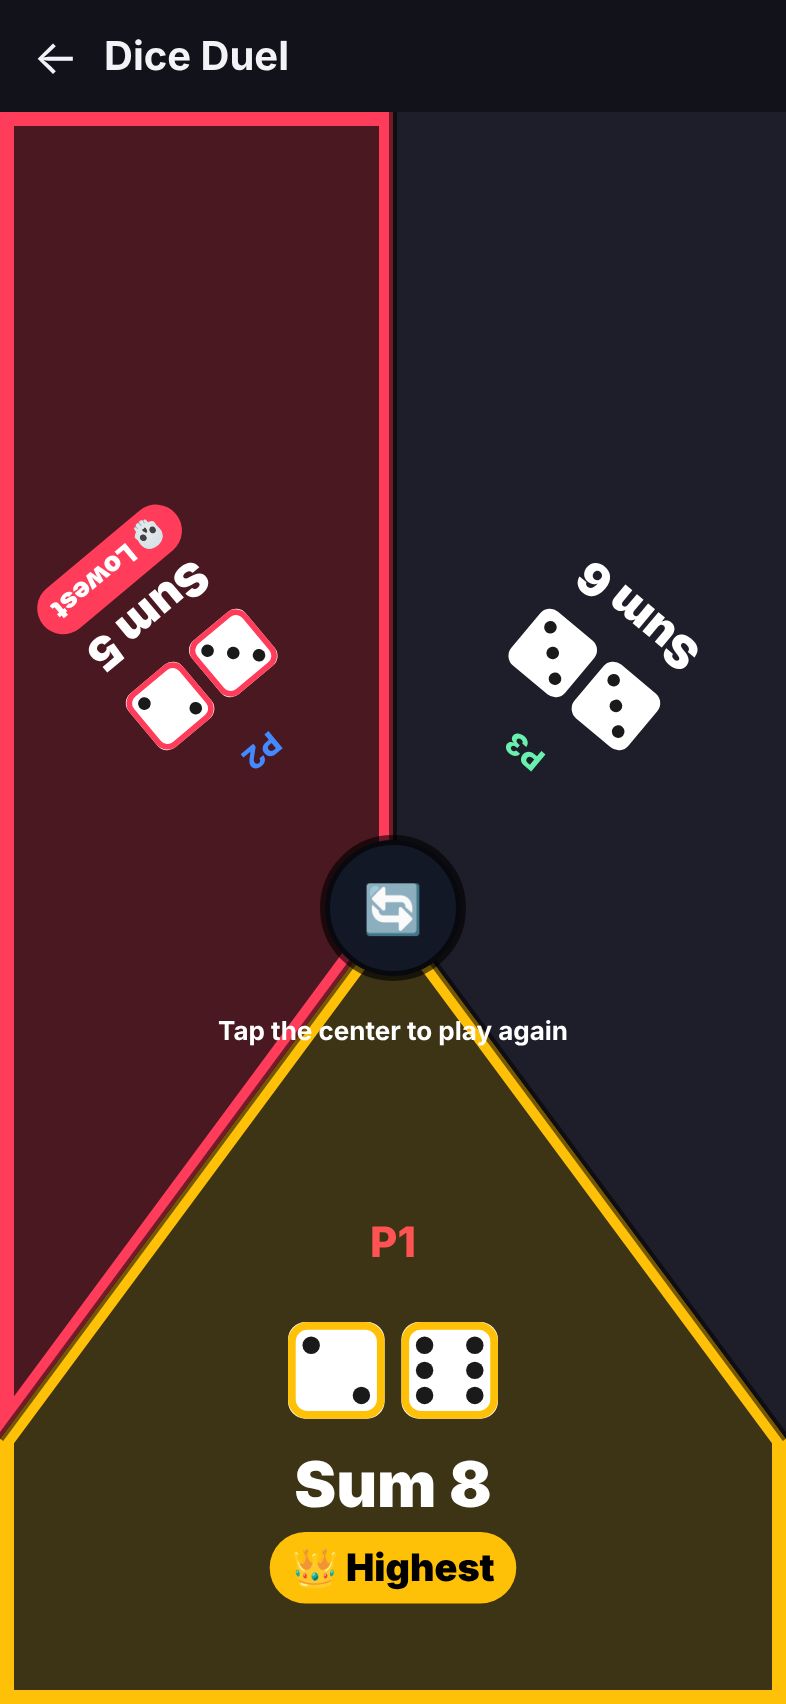 Dice Duel
💀 Lowest
Sum 5
P2
Sum 6
P3
Tap the center to play again
P1
Sum 8
👑 Highest